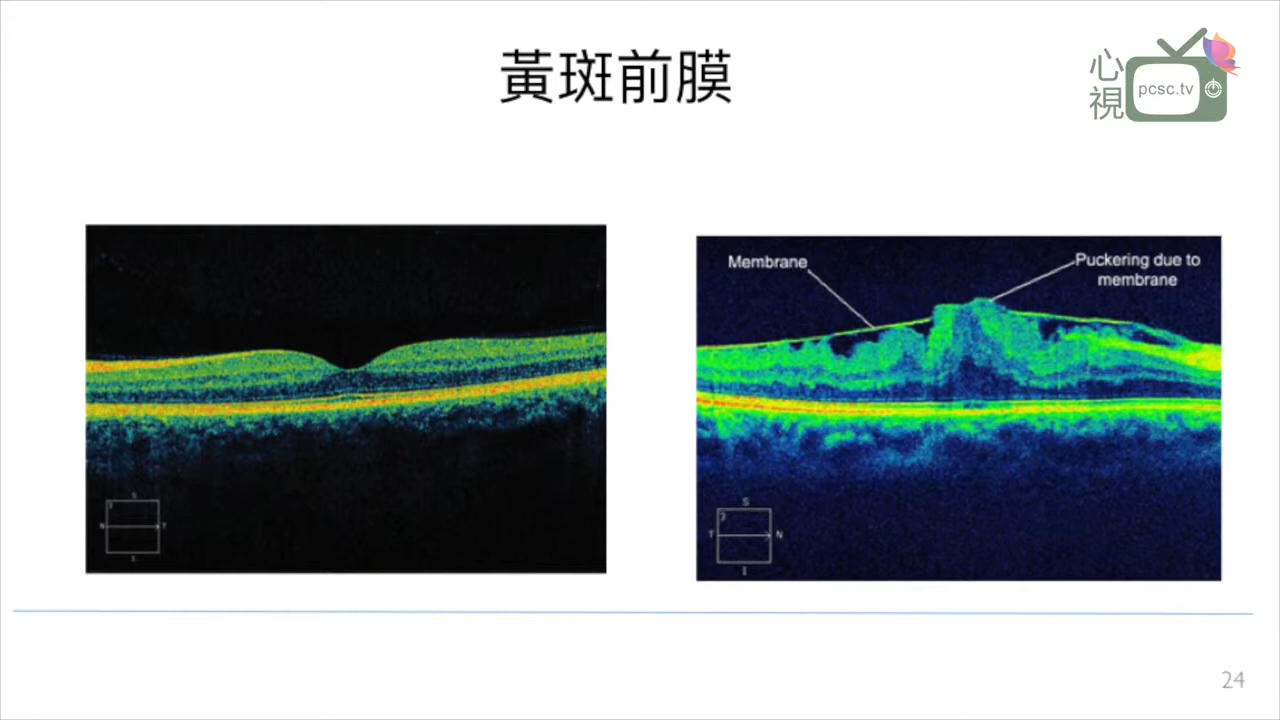 黃斑前膜
心視
pcsc.tv
Membrane
Puckering due to
membrane
S
N
T
S
T
N
I
24